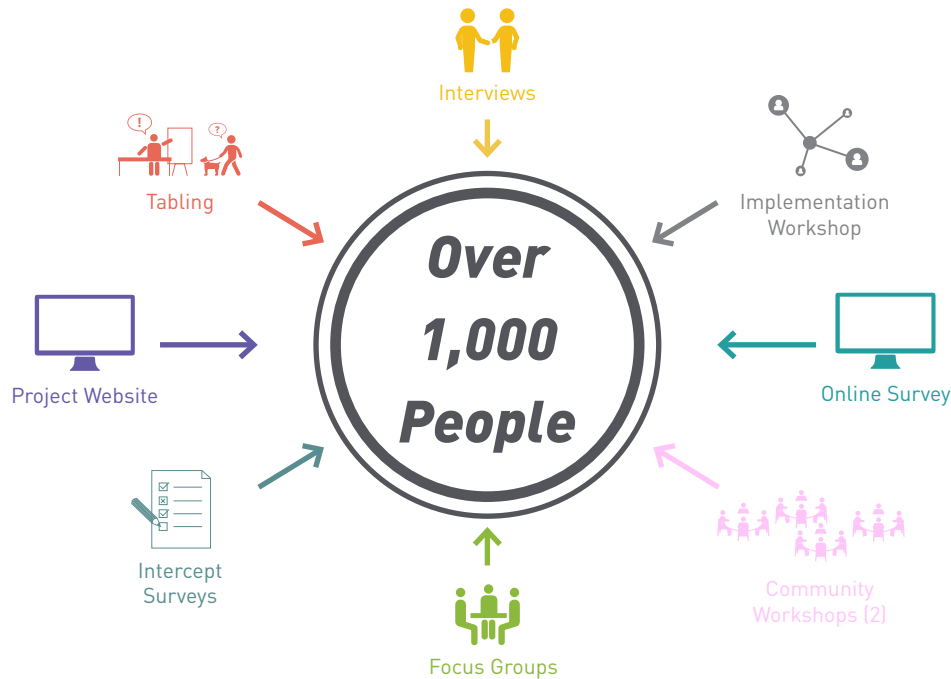 Interviews
!
?
Tabling
Implementation
Workshop
Over
1,000
People
Project Website
Online Survey
Intercept
Surveys
Community
Workshops (2)
Focus Groups